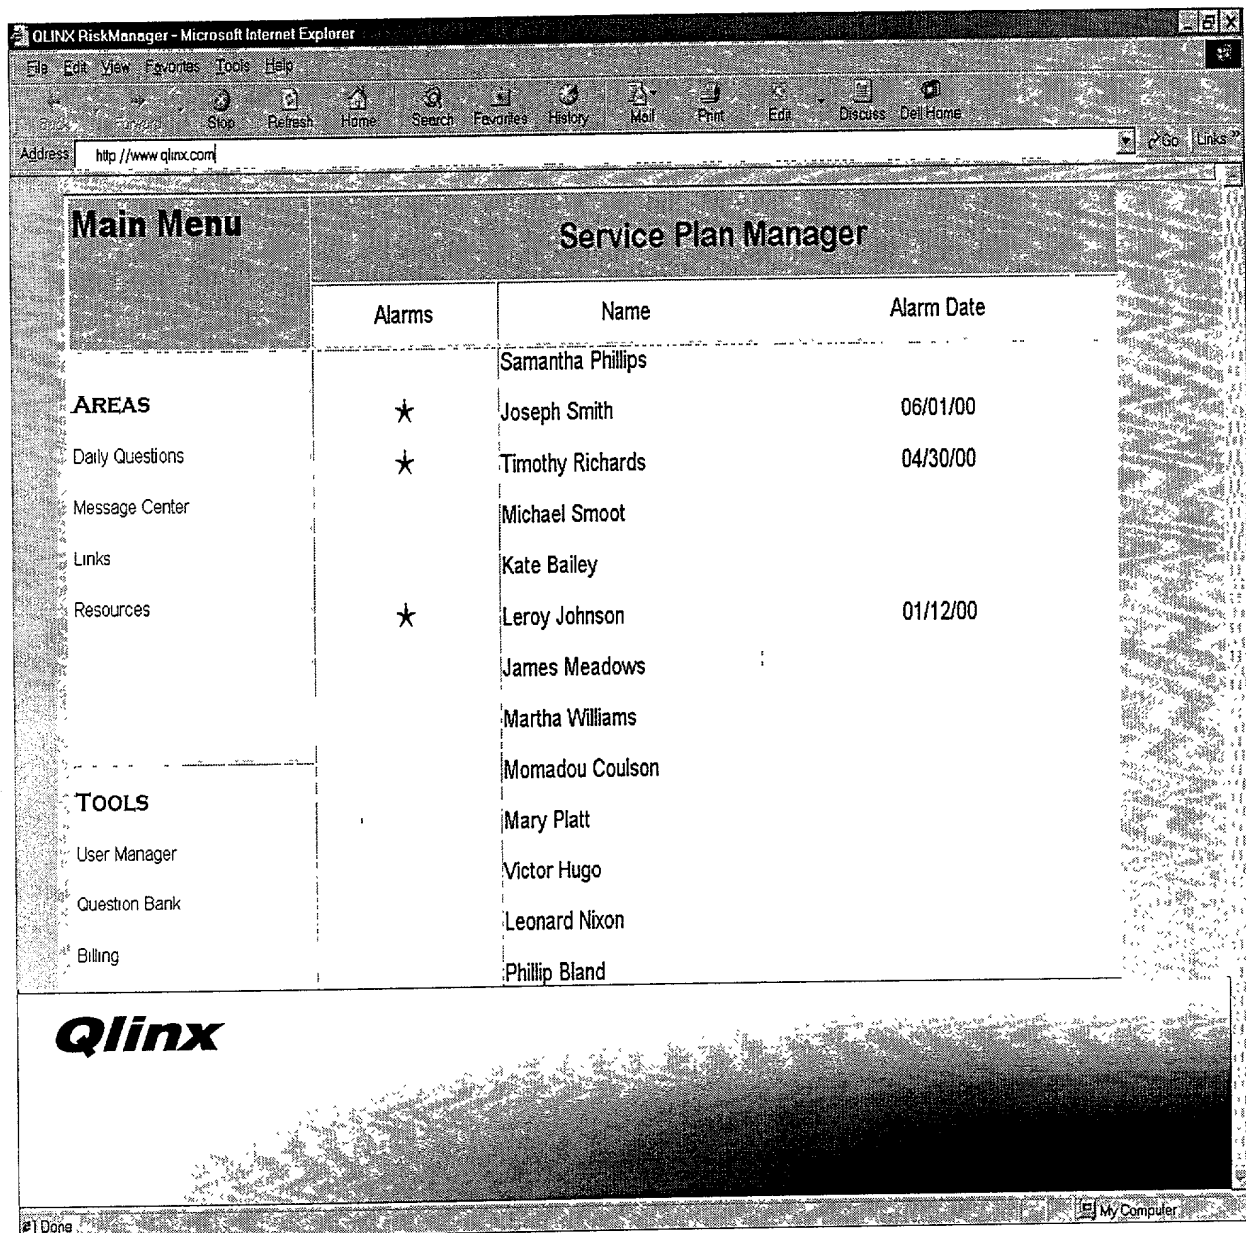 QLINX RiskManager - Microsoft Internet Explorer
File Edit View Favorites Tools Help
Back Forward Stop Refresh Home Search Favorites History Mail Print Edit Discuss Dell Home
Address http //www qlinx.com Go Links »
Main Menu
Service Plan Manager
Alarms Name Alarm Date
Samantha Phillips
AREAS
★ Joseph Smith 06/01/00
Daily Questions
★ Timothy Richards 04/30/00
Message Center
Michael Smoot
Links
Kate Bailey
Resources
★ Leroy Johnson 01/12/00
James Meadows
Martha Williams
Momadou Coulson
TOOLS
Mary Platt
User Manager
Victor Hugo
Question Bank
Leonard Nixon
Billing
Phillip Bland
Qlinx
Done My Computer